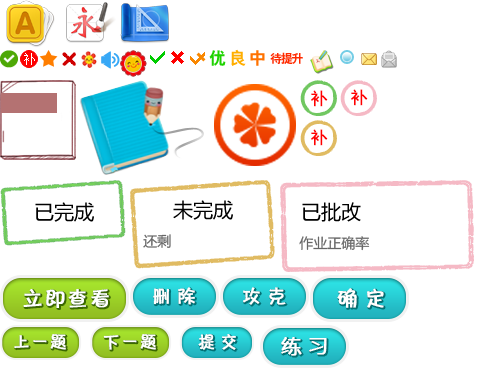 A 永
补 优 良 中 待提升
补 补
补
已完成 未完成 已批改
还剩 作业正确率
立即查看 删除 攻克 确定
上一题 下一题 提交 练习